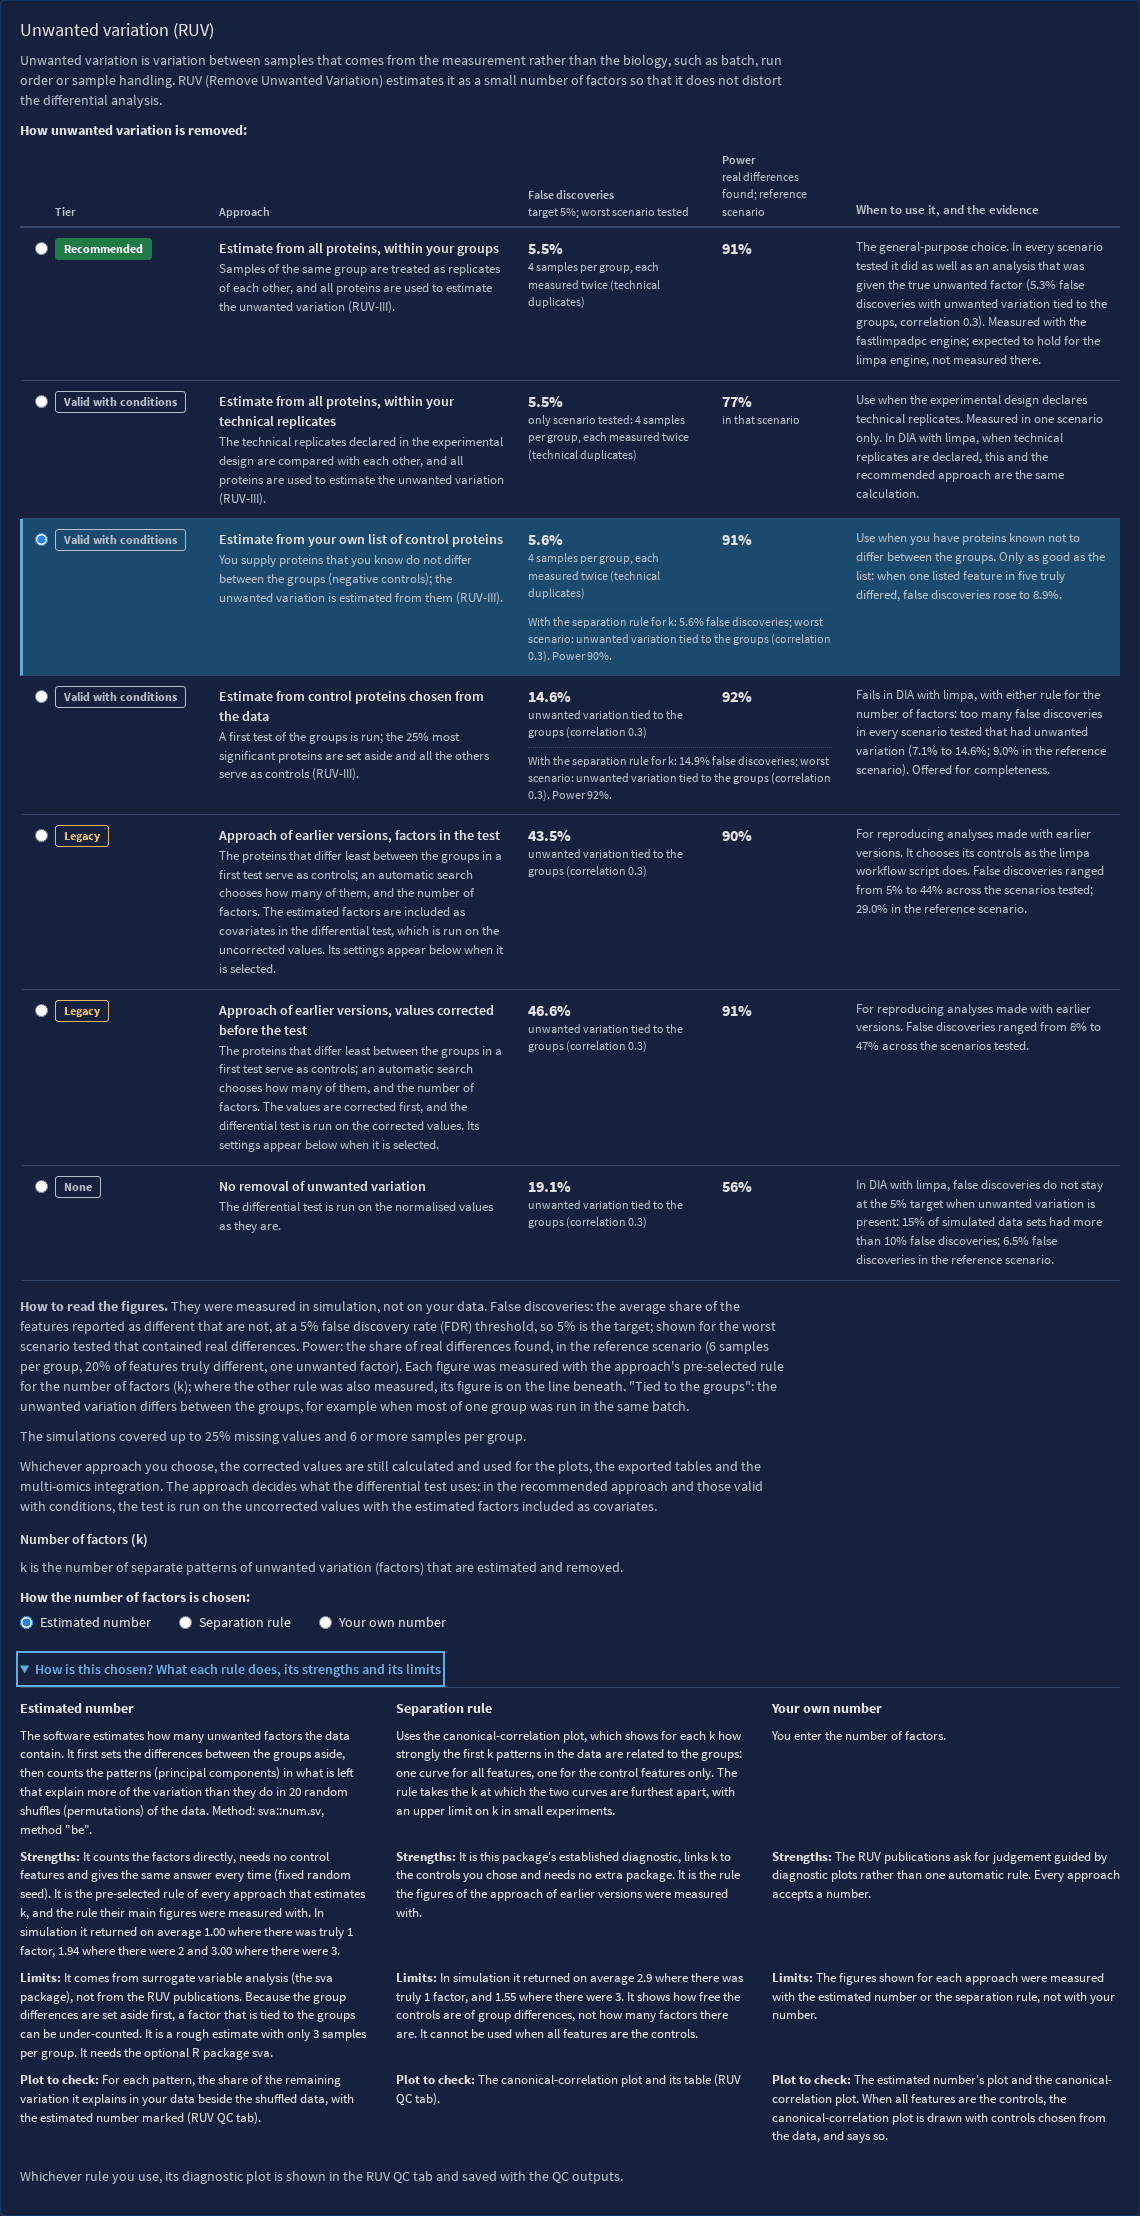 Unwanted variation (RUV)
Unwanted variation is variation between samples that comes from the measurement rather than the biology, such as batch, run
order or sample handling. RUV (Remove Unwanted Variation) estimates it as a small number of factors so that it does not distort
the differential analysis.
How unwanted variation is removed:
Tier
Approach
False discoveries
target 5%; worst scenario tested
Power
real differences
found; reference
scenario
When to use it, and the evidence
Recommended
Estimate from all proteins, within your groups
Samples of the same group are treated as replicates
of each other, and all proteins are used to estimate
the unwanted variation (RUV-III).
5.5%
4 samples per group, each
measured twice (technical
duplicates)
91%
The general-purpose choice. In every scenario
tested it did as well as an analysis that was
given the true unwanted factor (5.3% false
discoveries with unwanted variation tied to the
groups, correlation 0.3). Measured with the
fastlimpadpc engine; expected to hold for the
limpa engine, not measured there.
Valid with conditions
Estimate from all proteins, within your
technical replicates
The technical replicates declared in the experimental
design are compared with each other, and all
proteins are used to estimate the unwanted variation
(RUV-III).
5.5%
only scenario tested: 4 samples
per group, each measured twice
(technical duplicates)
77%
in that scenario
Use when the experimental design declares
technical replicates. Measured in one scenario
only. In DIA with limpa, when technical
replicates are declared, this and the
recommended approach are the same
calculation.
Valid with conditions
Estimate from your own list of control proteins
You supply proteins that you know do not differ
between the groups (negative controls); the
unwanted variation is estimated from them (RUV-III).
5.6%
4 samples per group, each
measured twice (technical
duplicates)
91%
With the separation rule for k: 5.6% false discoveries; worst
scenario: unwanted variation tied to the groups (correlation
0.3). Power 90%.
Use when you have proteins known not to
differ between the groups. Only as good as the
list: when one listed feature in five truly
differed, false discoveries rose to 8.9%.
Valid with conditions
Estimate from control proteins chosen from
the data
A first test of the groups is run; the 25% most
significant proteins are set aside and all the others
serve as controls (RUV-III).
14.6%
unwanted variation tied to the
groups (correlation 0.3)
92%
With the separation rule for k: 14.9% false discoveries; worst
scenario: unwanted variation tied to the groups (correlation
0.3). Power 92%.
Fails in DIA with limpa, with either rule for the
number of factors: too many false discoveries
in every scenario tested that had unwanted
variation (7.1% to 14.6%; 9.0% in the reference
scenario). Offered for completeness.
Legacy
Approach of earlier versions, factors in the test
The proteins that differ least between the groups in a
first test serve as controls; an automatic search
chooses how many of them, and the number of
factors. The estimated factors are included as
covariates in the differential test, which is run on the
uncorrected values. Its settings appear below when it
is selected.
43.5%
unwanted variation tied to the
groups (correlation 0.3)
90%
For reproducing analyses made with earlier
versions. It chooses its controls as the limpa
workflow script does. False discoveries ranged
from 5% to 44% across the scenarios tested;
29.0% in the reference scenario.
Legacy
Approach of earlier versions, values corrected
before the test
The proteins that differ least between the groups in a
first test serve as controls; an automatic search
chooses how many of them, and the number of
factors. The values are corrected first, and the
differential test is run on the corrected values. Its
settings appear below when it is selected.
46.6%
unwanted variation tied to the
groups (correlation 0.3)
91%
For reproducing analyses made with earlier
versions. False discoveries ranged from 8% to
47% across the scenarios tested.
None
No removal of unwanted variation
The differential test is run on the normalised values
as they are.
19.1%
unwanted variation tied to the
groups (correlation 0.3)
56%
In DIA with limpa, false discoveries do not stay
at the 5% target when unwanted variation is
present: 15% of simulated data sets had more
than 10% false discoveries; 6.5% false
discoveries in the reference scenario.
How to read the figures. They were measured in simulation, not on your data. False discoveries: the average share of the
features reported as different that are not, at a 5% false discovery rate (FDR) threshold, so 5% is the target; shown for the worst
scenario tested that contained real differences. Power: the share of real differences found, in the reference scenario (6 samples
per group, 20% of features truly different, one unwanted factor). Each figure was measured with the approach's pre-selected rule
for the number of factors (k); where the other rule was also measured, its figure is on the line beneath. "Tied to the groups": the
unwanted variation differs between the groups, for example when most of one group was run in the same batch.
The simulations covered up to 25% missing values and 6 or more samples per group.
Whichever approach you choose, the corrected values are still calculated and used for the plots, the exported tables and the
multi-omics integration. The approach decides what the differential test uses: in the recommended approach and those valid
with conditions, the test is run on the uncorrected values with the estimated factors included as covariates.
Number of factors (k)
k is the number of separate patterns of unwanted variation (factors) that are estimated and removed.
How the number of factors is chosen:
Estimated number
Separation rule
Your own number
▼ How is this chosen? What each rule does, its strengths and its limits
Estimated number
The software estimates how many unwanted factors the data
contain. It first sets the differences between the groups aside,
then counts the patterns (principal components) in what is left
that explain more of the variation than they do in 20 random
shuffles (permutations) of the data. Method: sva::num.sv,
method "be".
Separation rule
Uses the canonical-correlation plot, which shows for each k how
strongly the first k patterns in the data are related to the groups:
one curve for all features, one for the control features only. The
rule takes the k at which the two curves are furthest apart, with
an upper limit on k in small experiments.
Your own number
You enter the number of factors.
Strengths: It counts the factors directly, needs no control
features and gives the same answer every time (fixed random
seed). It is the pre-selected rule of every approach that estimates
k, and the rule their main figures were measured with. In
simulation it returned on average 1.00 where there was truly 1
factor, 1.94 where there were 2 and 3.00 where there were 3.
Strengths: It is this package's established diagnostic, links k to
the controls you chose and needs no extra package. It is the rule
the figures of the approach of earlier versions were measured
with.
Strengths: The RUV publications ask for judgement guided by
diagnostic plots rather than one automatic rule. Every approach
accepts a number.
Limits: It comes from surrogate variable analysis (the sva
package), not from the RUV publications. Because the group
differences are set aside first, a factor that is tied to the groups
can be under-counted. It is a rough estimate with only 3 samples
per group. It needs the optional R package sva.
Limits: In simulation it returned on average 2.9 where there was
truly 1 factor, and 1.55 where there were 3. It shows how free the
controls are of group differences, not how many factors there
are. It cannot be used when all features are the controls.
Limits: The figures shown for each approach were measured
with the estimated number or the separation rule, not with your
number.
Plot to check: For each pattern, the share of the remaining
variation it explains in your data beside the shuffled data, with
the estimated number marked (RUV QC tab).
Plot to check: The canonical-correlation plot and its table (RUV
QC tab).
Plot to check: The estimated number's plot and the canonical-
correlation plot. When all features are the controls, the
canonical-correlation plot is drawn with controls chosen from
the data, and says so.
Whichever rule you use, its diagnostic plot is shown in the RUV QC tab and saved with the QC outputs.